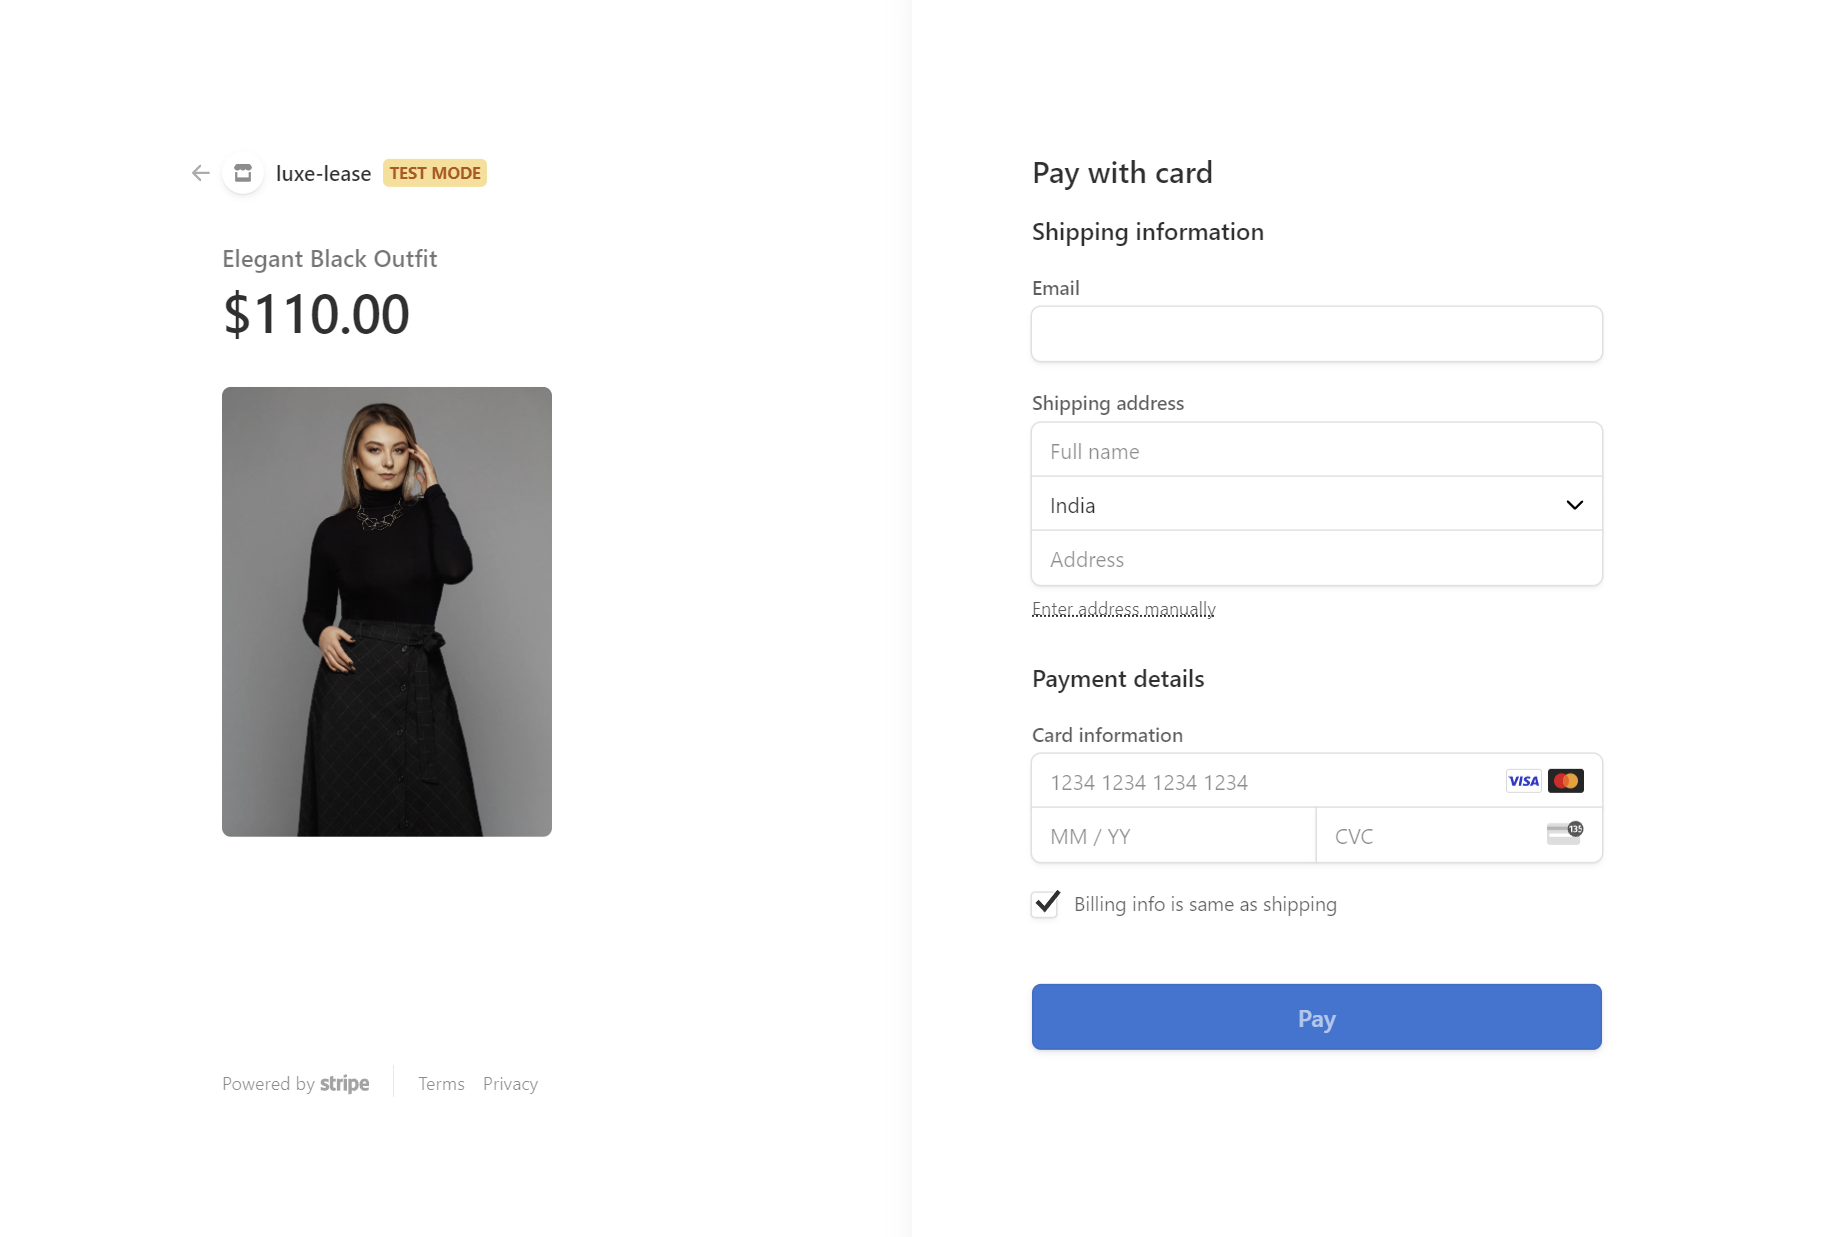 luxe-lease TEST MODE
Elegant Black Outfit
$110.00
Powered by stripe
Terms Privacy
Pay with card
Shipping information
Email
Shipping address
Full name
India
Address
Enter address manually
Payment details
Card information
1234 1234 1234 1234 VISA
MM / YY CVC 135
Billing info is same as shipping
Pay